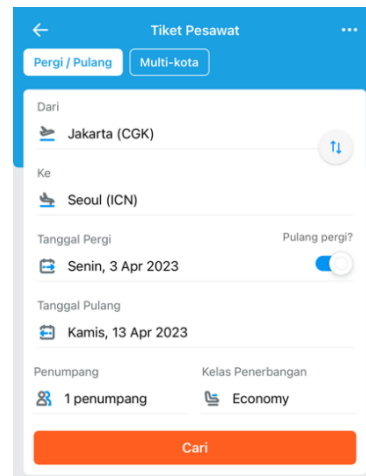 Tiket Pesawat
Pergi / Pulang Multi-kota
Dari
Jakarta (CGK)
Ke
Seoul (ICN)
Tanggal Pergi Pulang pergi?
Senin, 3 Apr 2023
Tanggal Pulang
Kamis, 13 Apr 2023
Penumpang Kelas Penerbangan
1 penumpang Economy
Cari